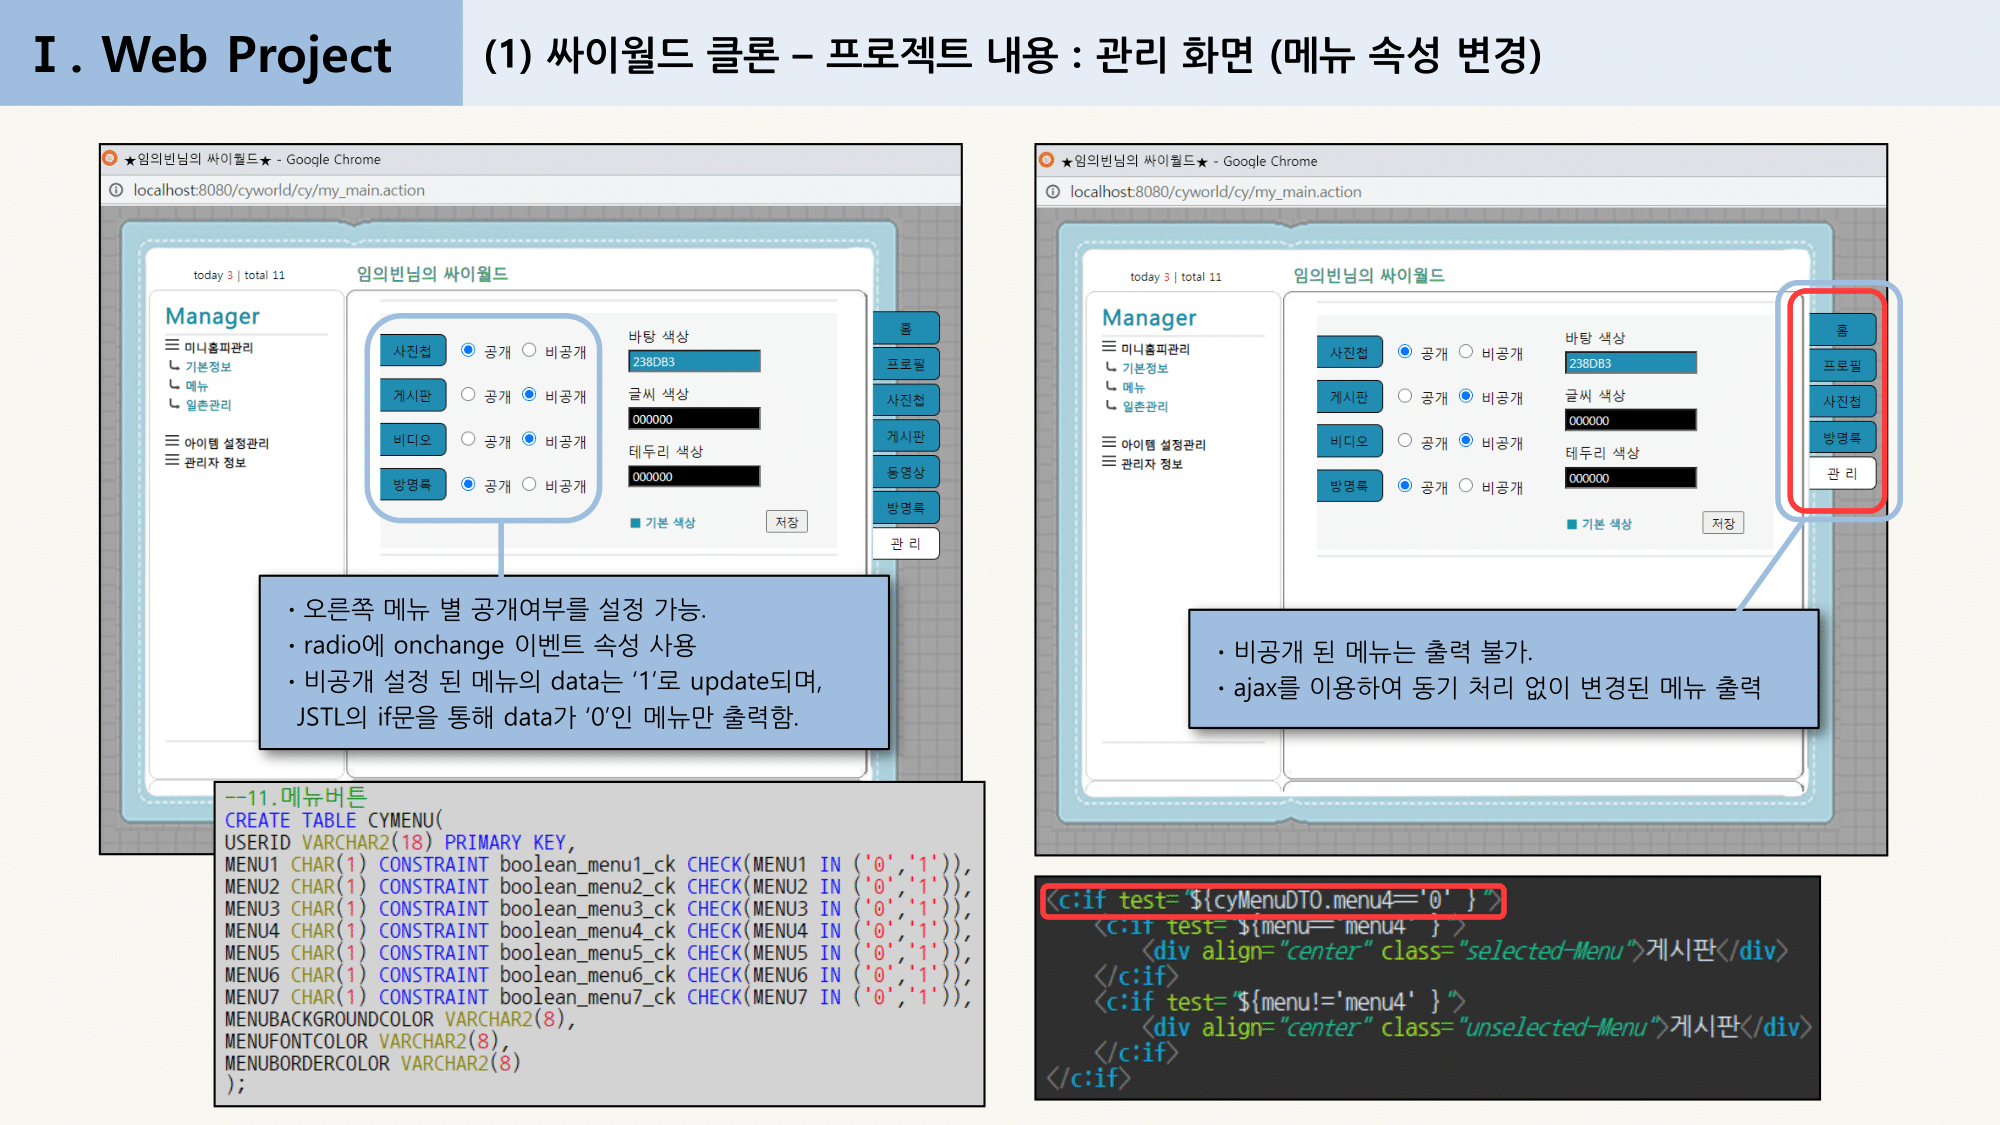 Ⅰ. Web Project
(1) 싸이월드 클론 – 프로젝트 내용 : 관리 화면 (메뉴 속성 변경)
★임의빈님의 싸이월드★ - Google Chrome
localhost:8080/cyworld/cy/my_main.action
today 3 | total 11
임의빈님의 싸이월드
Manager
미니홈피관리
기본정보
메뉴
일촌관리
아이템 설정관리
관리자 정보
사진첩 공개 비공개
게시판 공개 비공개
비디오 공개 비공개
방명록 공개 비공개
바탕 색상
238DB3
글씨 색상
000000
테두리 색상
000000
■ 기본 색상
저장
홈
프로필
사진첩
게시판
동영상
방명록
관 리
· 오른쪽 메뉴 별 공개여부를 설정 가능.
· radio에 onchange 이벤트 속성 사용
· 비공개 설정 된 메뉴의 data는 ‘1’로 update되며,
JSTL의 if문을 통해 data가 ‘0’인 메뉴만 출력함.
--11.메뉴버튼
CREATE TABLE CYMENU(
USERID VARCHAR2(18) PRIMARY KEY,
MENU1 CHAR(1) CONSTRAINT boolean_menu1_ck CHECK(MENU1 IN ('0','1')),
MENU2 CHAR(1) CONSTRAINT boolean_menu2_ck CHECK(MENU2 IN ('0','1')),
MENU3 CHAR(1) CONSTRAINT boolean_menu3_ck CHECK(MENU3 IN ('0','1')),
MENU4 CHAR(1) CONSTRAINT boolean_menu4_ck CHECK(MENU4 IN ('0','1')),
MENU5 CHAR(1) CONSTRAINT boolean_menu5_ck CHECK(MENU5 IN ('0','1')),
MENU6 CHAR(1) CONSTRAINT boolean_menu6_ck CHECK(MENU6 IN ('0','1')),
MENU7 CHAR(1) CONSTRAINT boolean_menu7_ck CHECK(MENU7 IN ('0','1')),
MENUBACKGROUNDCOLOR VARCHAR2(8),
MENUFONTCOLOR VARCHAR2(8),
MENUBORDERCOLOR VARCHAR2(8)
);
★임의빈님의 싸이월드★ - Google Chrome
localhost:8080/cyworld/cy/my_main.action
today 3 | total 11
임의빈님의 싸이월드
Manager
미니홈피관리
기본정보
메뉴
일촌관리
아이템 설정관리
관리자 정보
사진첩 공개 비공개
게시판 공개 비공개
비디오 공개 비공개
방명록 공개 비공개
바탕 색상
238DB3
글씨 색상
000000
테두리 색상
000000
■ 기본 색상
저장
홈
프로필
사진첩
방명록
관 리
· 비공개 된 메뉴는 출력 불가.
· ajax를 이용하여 동기 처리 없이 변경된 메뉴 출력
<c:if test="${cyMenuDTO.menu4=='0' }">
<c:if test="${menu=='menu4' }">
<div align="center" class="selected-Menu">게시판</div>
</c:if>
<c:if test="${menu!='menu4' }">
<div align="center" class="unselected-Menu">게시판</div>
</c:if>
</c:if>